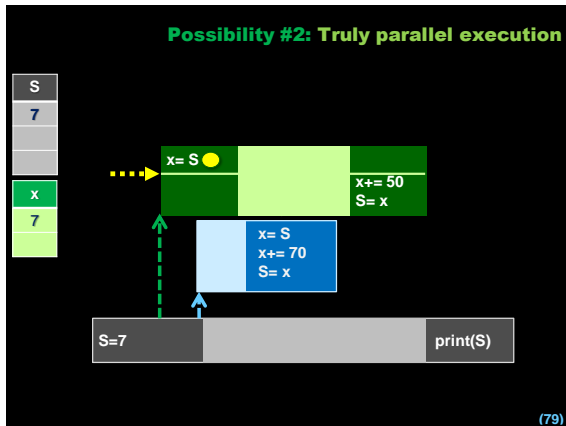 Possibility #2: Truly parallel execution
S
7
x
7
x= S
x+= 50
S= x
x= S
x+= 70
S= x
S=7
print(S)
(79)